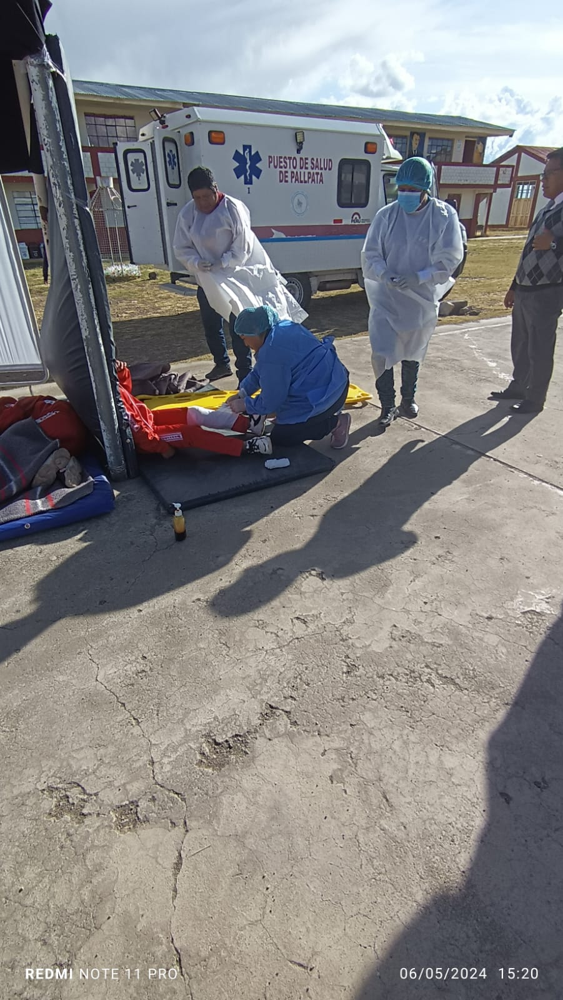 PUESTO DE SALUD
DE PALLPATA
I
PERÚ
REDMI NOTE 11 PRO
06/05/2024 15:20